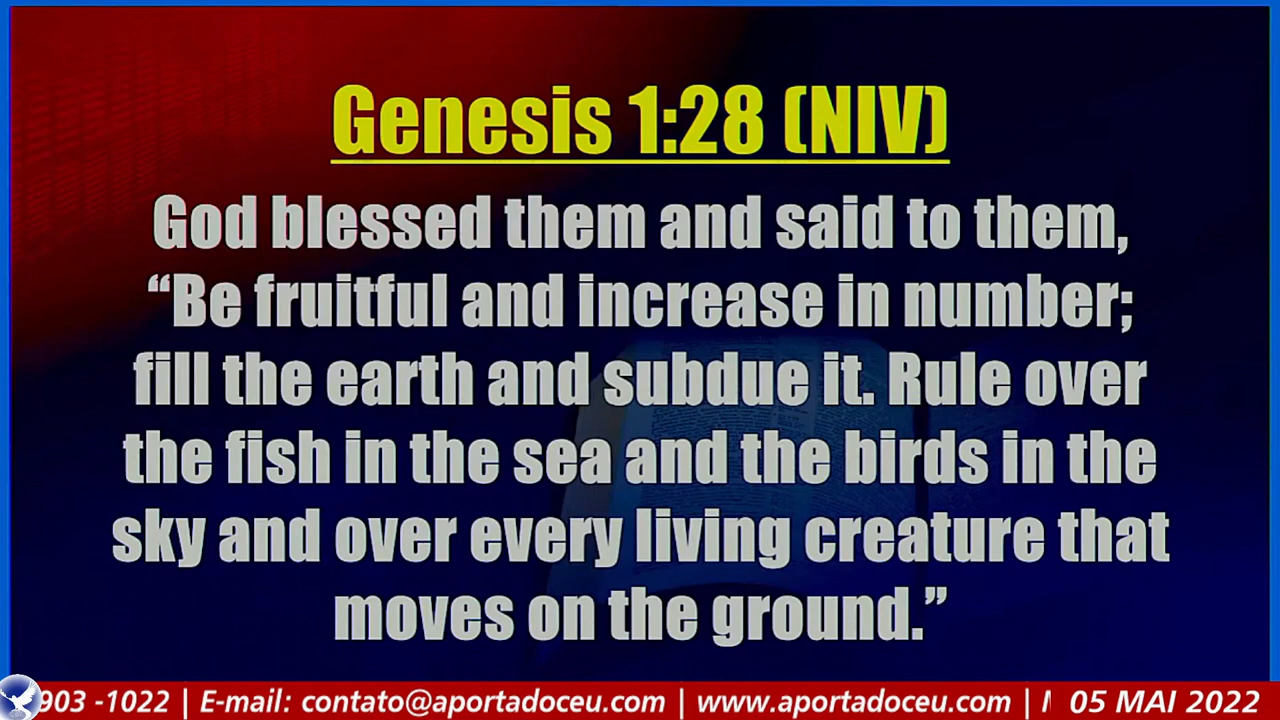 Genesis 1:28 (NIV)
God blessed them and said to them,
“Be fruitful and increase in number;
fill the earth and subdue it. Rule over
the fish in the sea and the birds in the
sky and over every living creature that
moves on the ground.”
903 -1022 | E-mail: contato@aportadoceu.com | www.aportadoceu.com | 05 MAI 2022